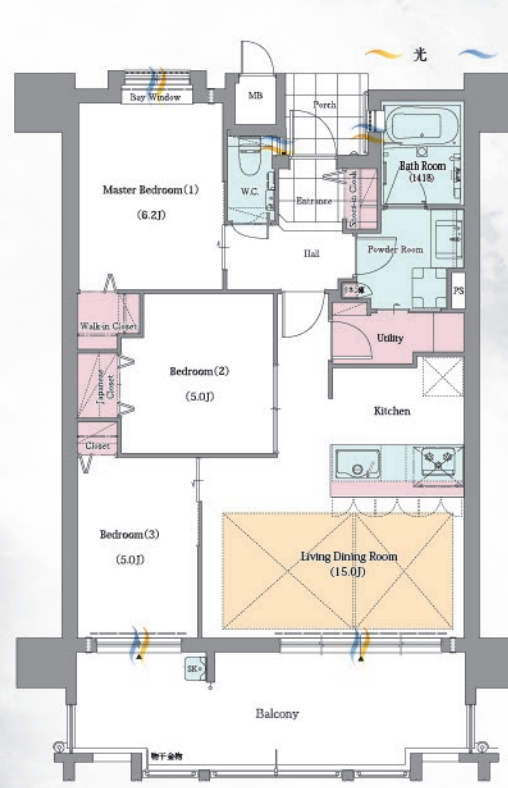 光
MB
Porch
Bay Window
Bath Room
(1418)
Master Bedroom(1)
(6.2J)
W.C.
Entrance
Shoes-in Cloak
Hall
Powder Room
PS
Walk-in Closet
Utility
Bedroom(2)
(5.0J)
Japanese
Closet
Kitchen
Closet
Bedroom(3)
(5.0J)
Living Dining Room
(15.0J)
SK
Balcony
物干金物